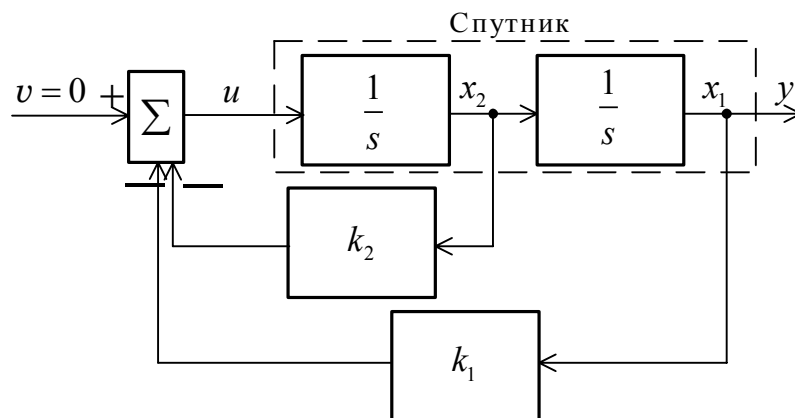 Спутник
v = 0 + Σ u 1/s x₂ 1/s x₁ y
k₂
k₁